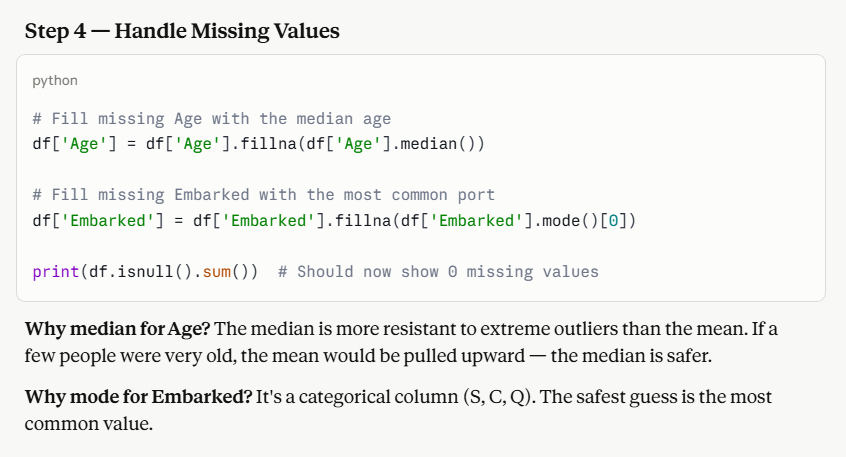 Step 4 — Handle Missing Values
python
# Fill missing Age with the median age
df['Age'] = df['Age'].fillna(df['Age'].median())
# Fill missing Embarked with the most common port
df['Embarked'] = df['Embarked'].fillna(df['Embarked'].mode()[0])
print(df.isnull().sum())  # Should now show 0 missing values
Why median for Age? The median is more resistant to extreme outliers than the mean. If a
few people were very old, the mean would be pulled upward — the median is safer.
Why mode for Embarked? It's a categorical column (S, C, Q). The safest guess is the most
common value.